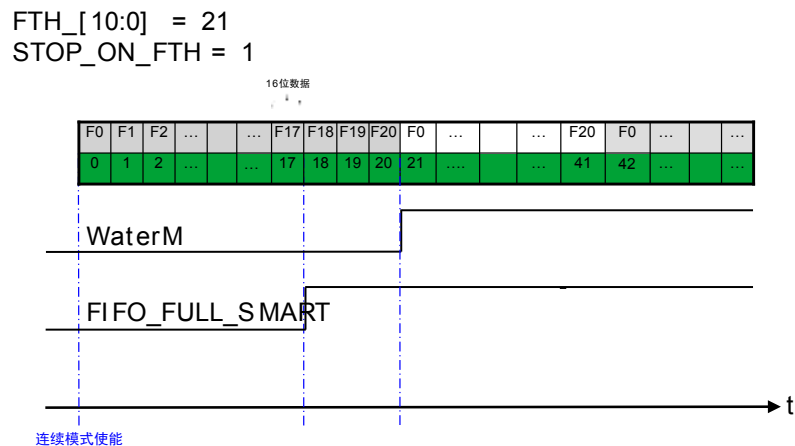 FTH_[10:0] = 21
STOP_ON_FTH = 1
16位数据
F0 F1 F2 … … F17 F18 F19 F20 F0 … … F20 F0 … …
0 1 2 … … 17 18 19 20 21 …. … 41 42 … …
WaterM
FIFO_FULL_SMART
t
连续模式使能